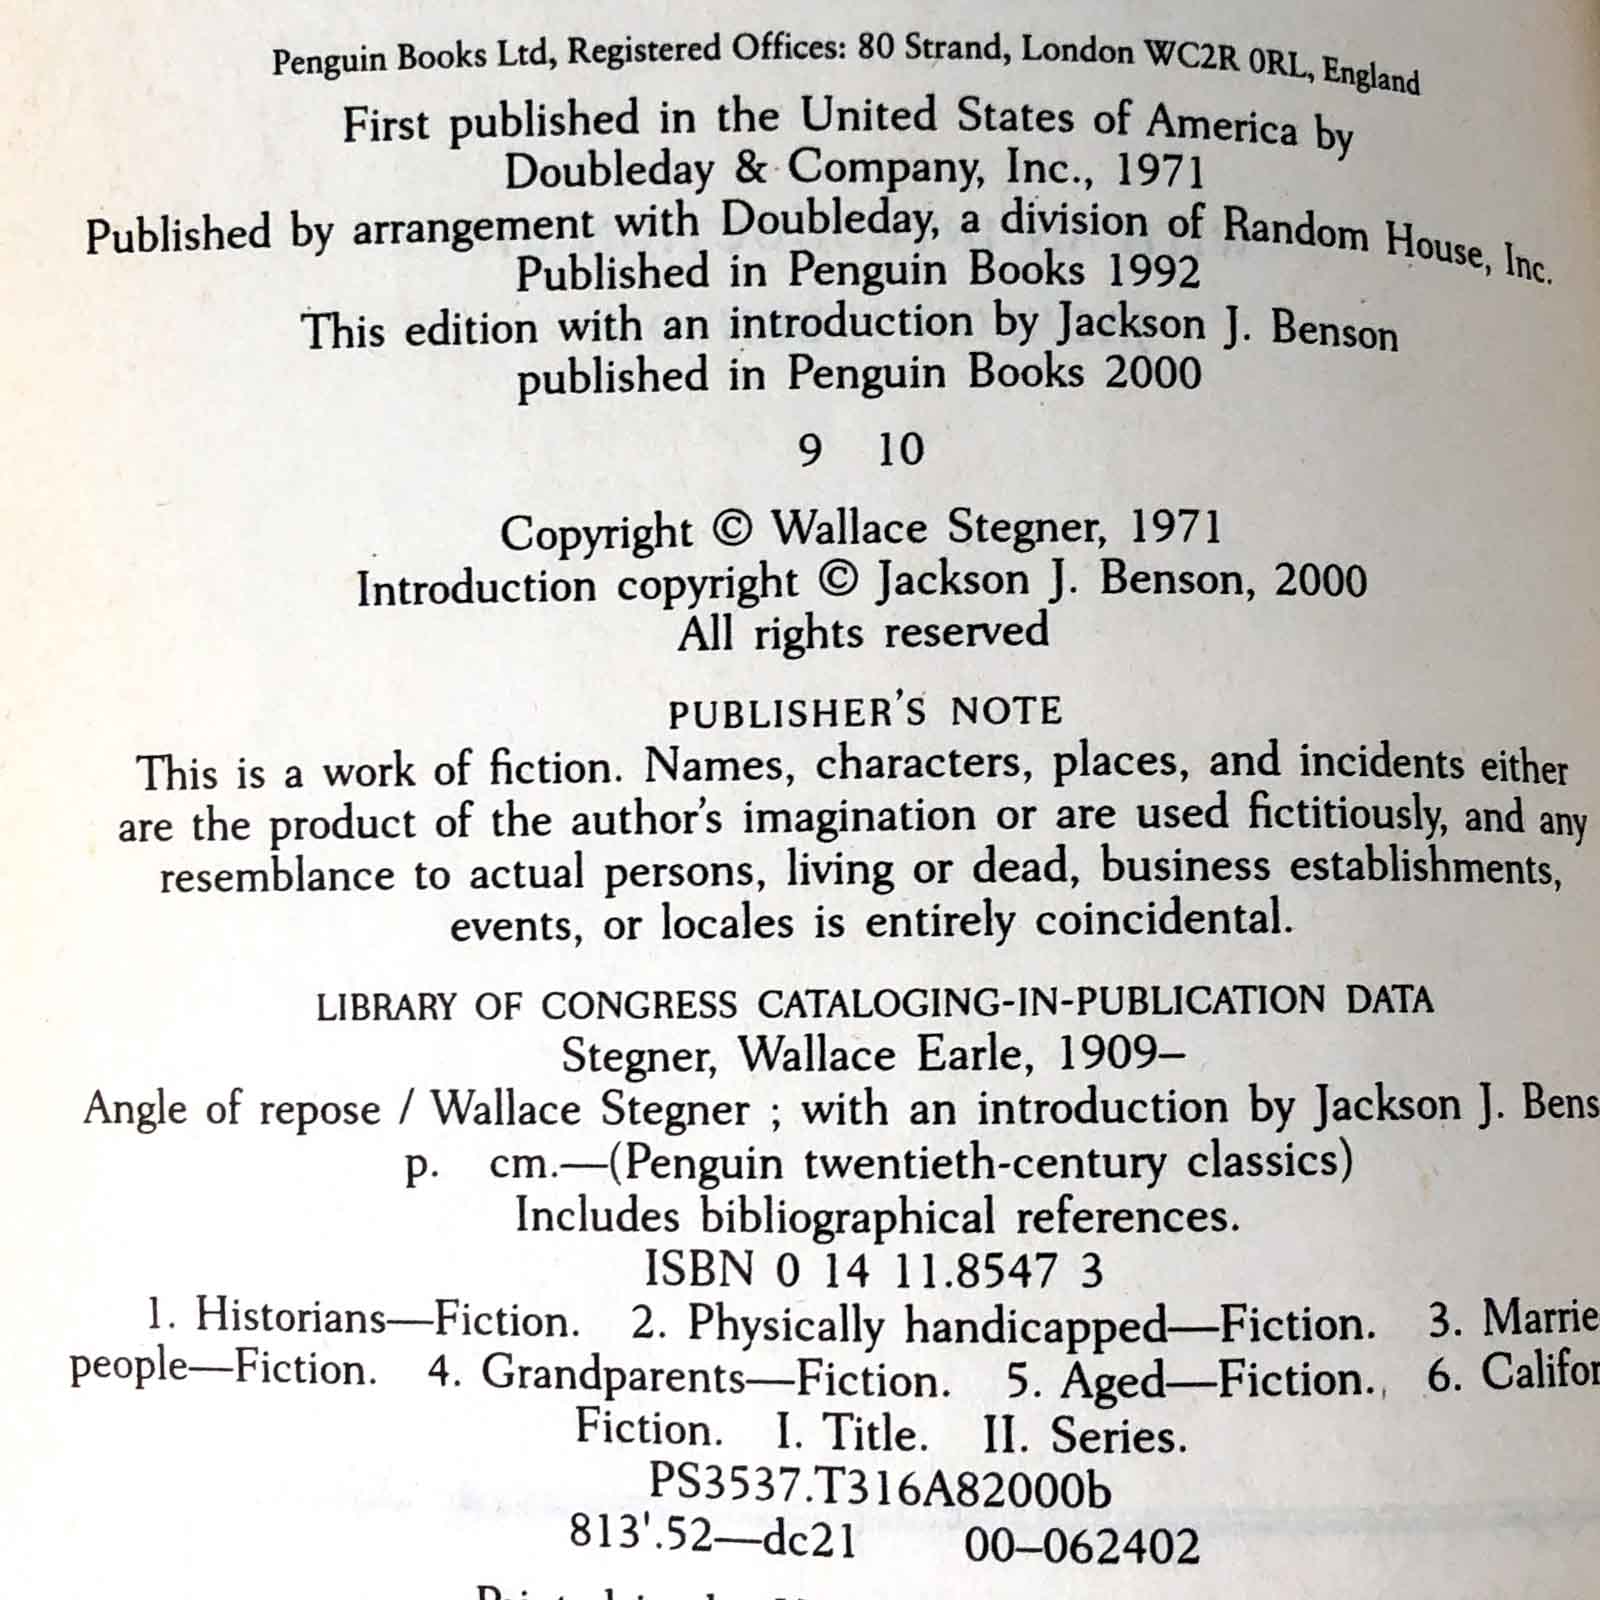 Penguin Books Ltd, Registered Offices: 80 Strand, London WC2R 0RL, England
First published in the United States of America by
Doubleday & Company, Inc., 1971
Published by arrangement with Doubleday, a division of Random House, Inc.
Published in Penguin Books 1992
This edition with an introduction by Jackson J. Benson
published in Penguin Books 2000
9 10
Copyright © Wallace Stegner, 1971
Introduction copyright © Jackson J. Benson, 2000
All rights reserved
PUBLISHER'S NOTE
This is a work of fiction. Names, characters, places, and incidents either
are the product of the author's imagination or are used fictitiously, and any
resemblance to actual persons, living or dead, business establishments,
events, or locales is entirely coincidental.
LIBRARY OF CONGRESS CATALOGING-IN-PUBLICATION DATA
Stegner, Wallace Earle, 1909–
Angle of repose / Wallace Stegner ; with an introduction by Jackson J. Bens
p. cm.—(Penguin twentieth-century classics)
Includes bibliographical references.
ISBN 0 14 11.8547 3
1. Historians—Fiction. 2. Physically handicapped—Fiction. 3. Marrie
people—Fiction. 4. Grandparents—Fiction. 5. Aged—Fiction. 6. Califor
Fiction. I. Title. II. Series.
PS3537.T316A82000b
813'.52—dc21 00–062402